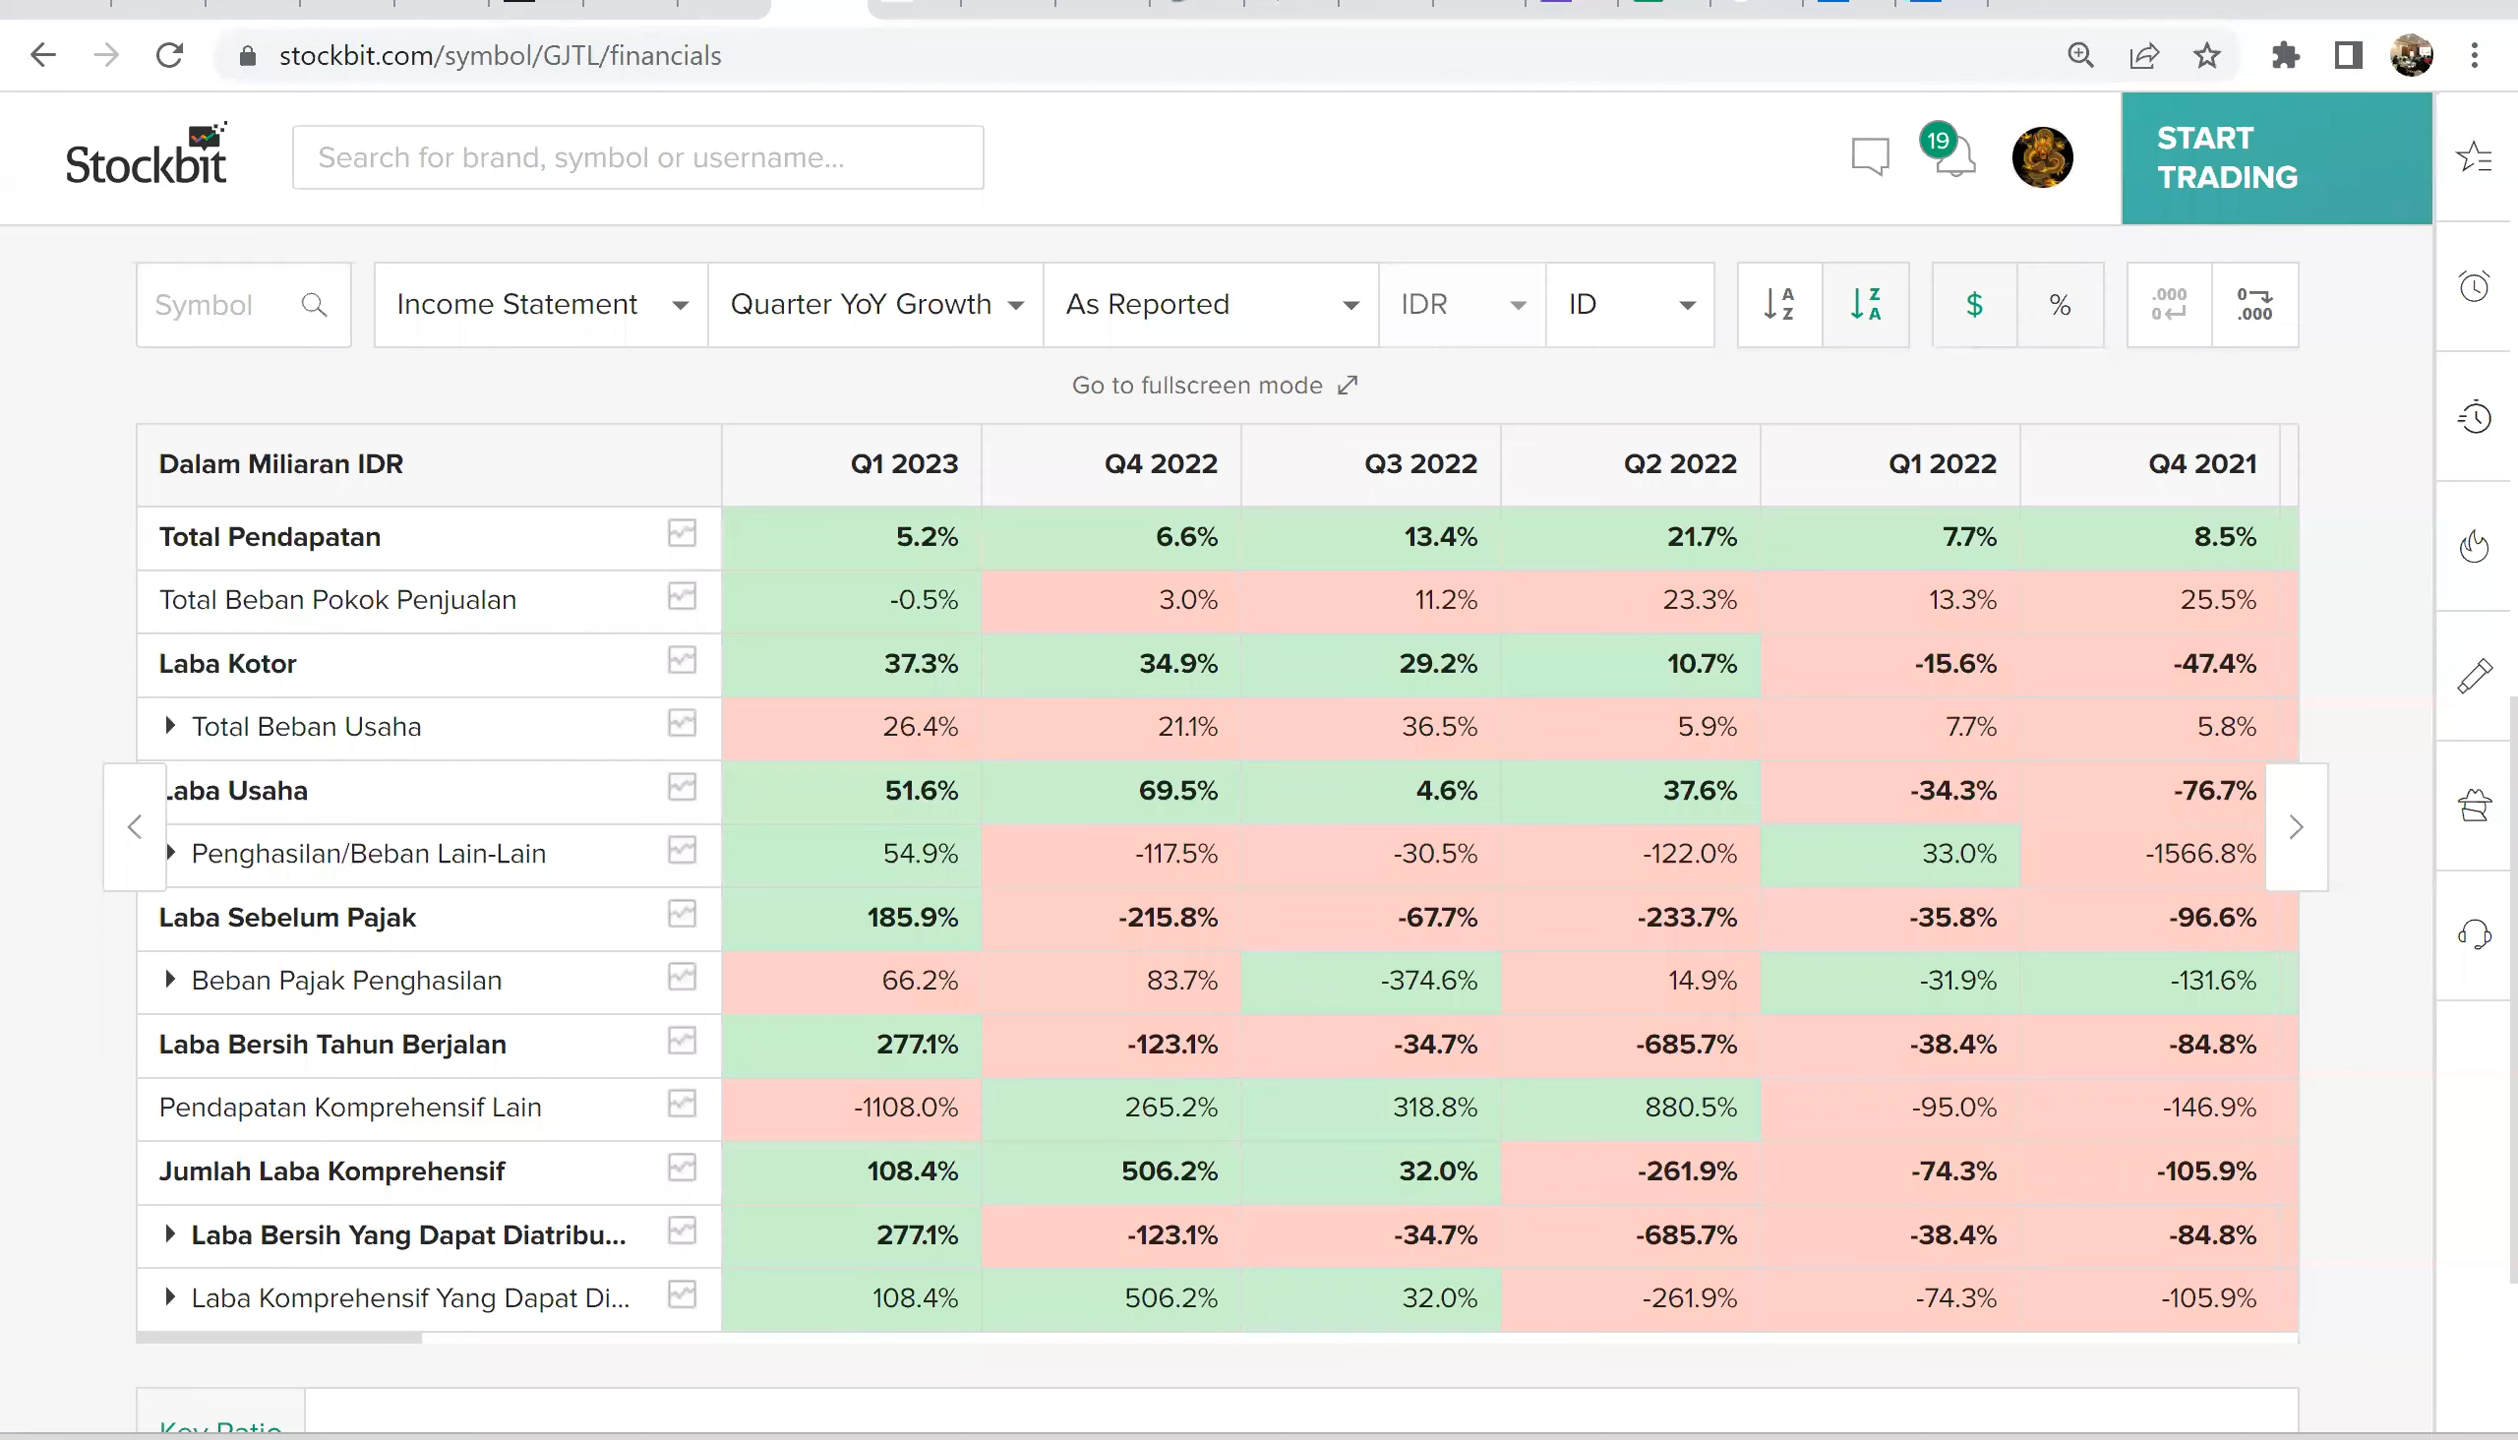 stockbit.com/symbol/GJTL/financials
Stockbit
Search for brand, symbol or username...
19
START
TRADING
Symbol
Income Statement
Quarter YoY Growth
As Reported
IDR
ID
A
Z
Z
A
$
%
.000
0
0
.000
Go to fullscreen mode
Dalam Miliaran IDR Q1 2023 Q4 2022 Q3 2022 Q2 2022 Q1 2022 Q4 2021
Total Pendapatan 5.2% 6.6% 13.4% 21.7% 7.7% 8.5%
Total Beban Pokok Penjualan -0.5% 3.0% 11.2% 23.3% 13.3% 25.5%
Laba Kotor 37.3% 34.9% 29.2% 10.7% -15.6% -47.4%
Total Beban Usaha 26.4% 21.1% 36.5% 5.9% 7.7% 5.8%
Laba Usaha 51.6% 69.5% 4.6% 37.6% -34.3% -76.7%
Penghasilan/Beban Lain-Lain 54.9% -117.5% -30.5% -122.0% 33.0% -1566.8%
Laba Sebelum Pajak 185.9% -215.8% -67.7% -233.7% -35.8% -96.6%
Beban Pajak Penghasilan 66.2% 83.7% -374.6% 14.9% -31.9% -131.6%
Laba Bersih Tahun Berjalan 277.1% -123.1% -34.7% -685.7% -38.4% -84.8%
Pendapatan Komprehensif Lain -1108.0% 265.2% 318.8% 880.5% -95.0% -146.9%
Jumlah Laba Komprehensif 108.4% 506.2% 32.0% -261.9% -74.3% -105.9%
Laba Bersih Yang Dapat Diatribu... 277.1% -123.1% -34.7% -685.7% -38.4% -84.8%
Laba Komprehensif Yang Dapat Di... 108.4% 506.2% 32.0% -261.9% -74.3% -105.9%
Key Ratio